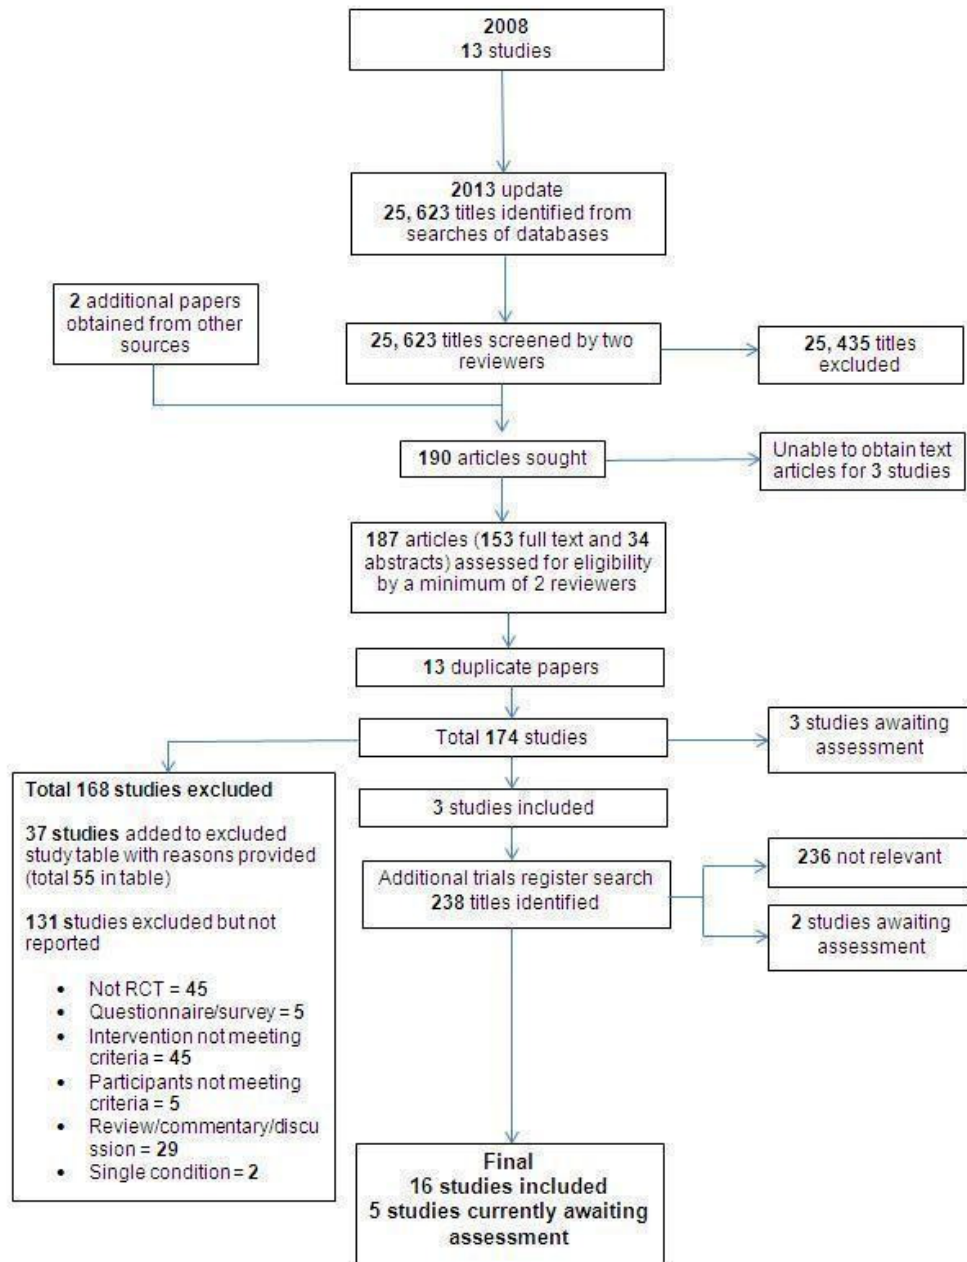 2008
13 studies
2013 update
25, 623 titles identified from
searches of databases
2 additional papers
obtained from other
sources
25, 623 titles screened by two
reviewers
25, 435 titles
excluded
190 articles sought
Unable to obtain text
articles for 3 studies
187 articles (153 full text and 34
abstracts) assessed for eligibility
by a minimum of 2 reviewers
13 duplicate papers
Total 174 studies
3 studies awaiting
assessment
Total 168 studies excluded
37 studies added to excluded
study table with reasons provided
(total 55 in table)
131 studies excluded but not
reported
• Not RCT = 45
• Questionnaire/survey = 5
• Intervention not meeting
criteria = 45
• Participants not meeting
criteria = 5
• Review/commentary/discu
ssion = 29
• Single condition = 2
3 studies included
Additional trials register search
238 titles identified
236 not relevant
2 studies awaiting
assessment
Final
16 studies included
5 studies currently awaiting
assessment